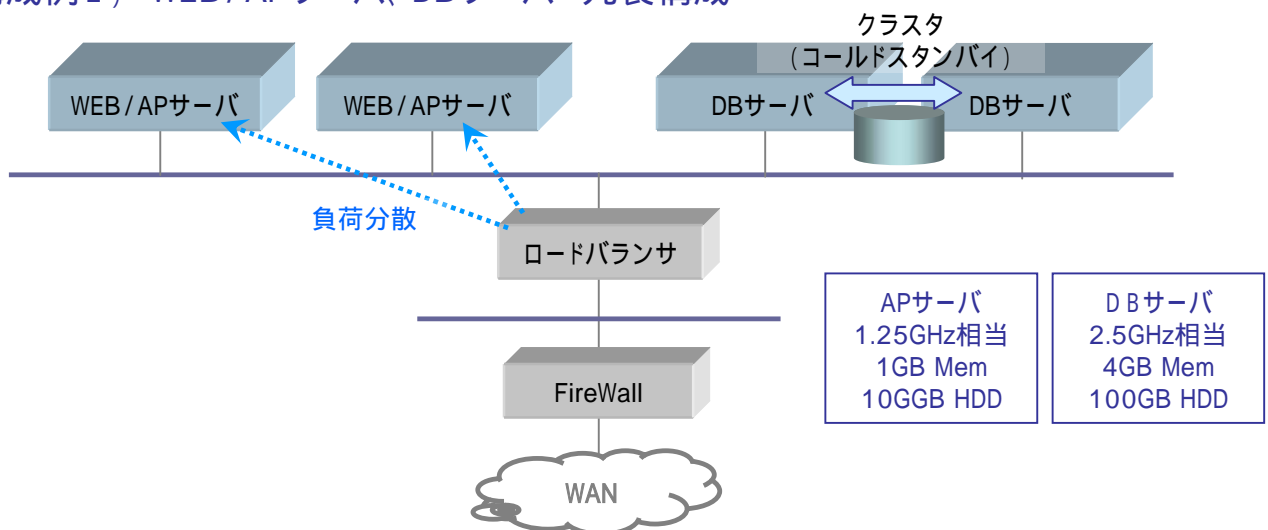 クラスタ
(コールドスタンバイ)
WEB/APサーバ
WEB/APサーバ
DBサーバ
DBサーバ
負荷分散
ロードバランサ
APサーバ
1.25GHz相当
1GB Mem
10GGB HDD
DBサーバ
2.5GHz相当
4GB Mem
100GB HDD
FireWall
WAN